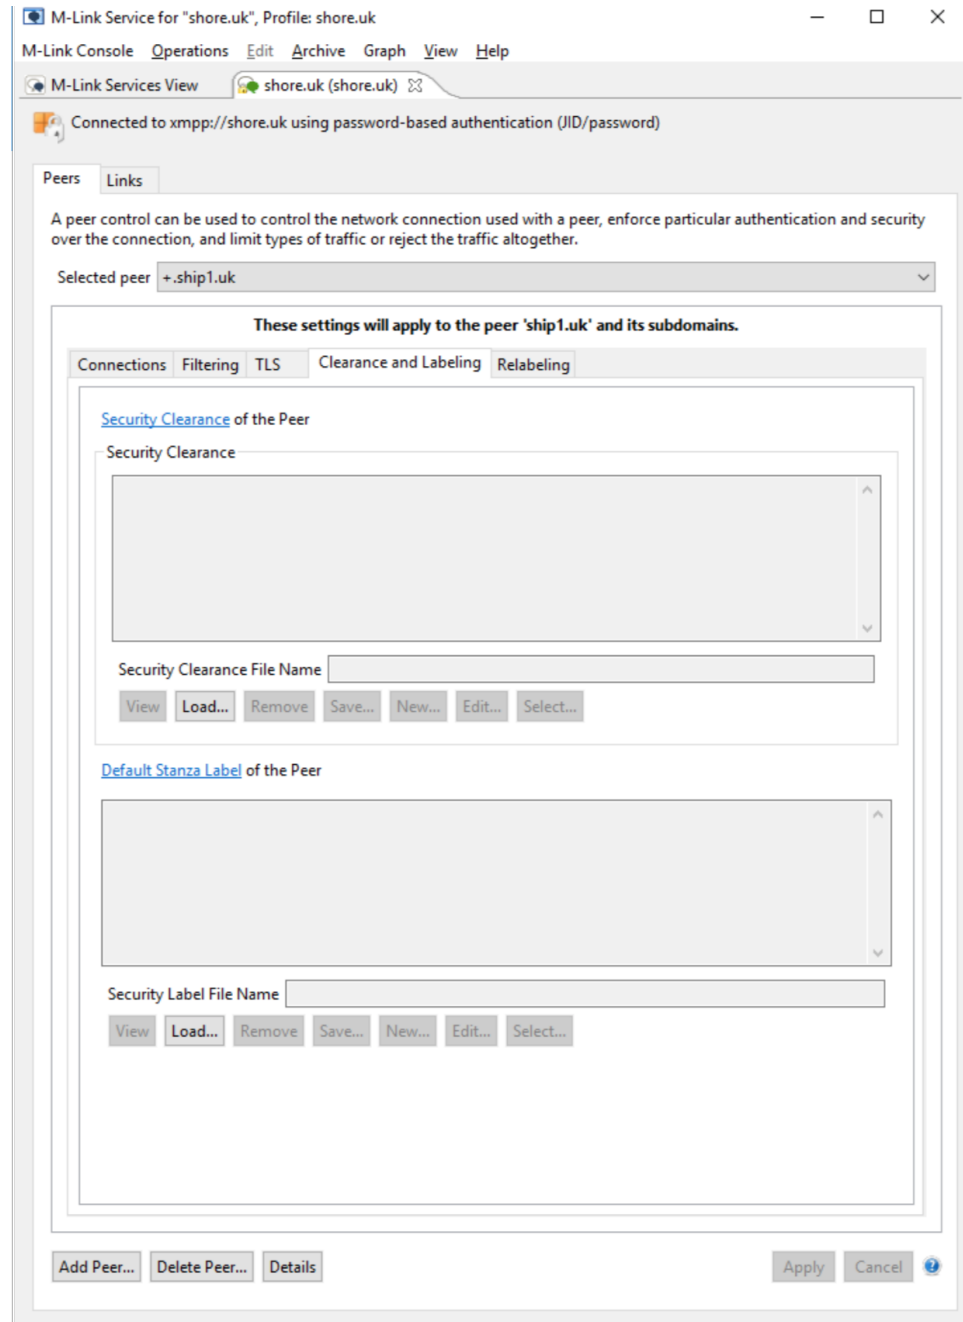 M-Link Service for "shore.uk", Profile: shore.uk
M-Link Console Operations Edit Archive Graph View Help
M-Link Services View shore.uk (shore.uk)
Connected to xmpp://shore.uk using password-based authentication (JID/password)
Peers Links
A peer control can be used to control the network connection used with a peer, enforce particular authentication and security
over the connection, and limit types of traffic or reject the traffic altogether.
Selected peer +.ship1.uk
These settings will apply to the peer 'ship1.uk' and its subdomains.
Connections Filtering TLS Clearance and Labeling Relabeling
Security Clearance of the Peer
Security Clearance
Security Clearance File Name
View Load... Remove Save... New... Edit... Select...
Default Stanza Label of the Peer
Security Label File Name
View Load... Remove Save... New... Edit... Select...
Add Peer... Delete Peer... Details Apply Cancel ?